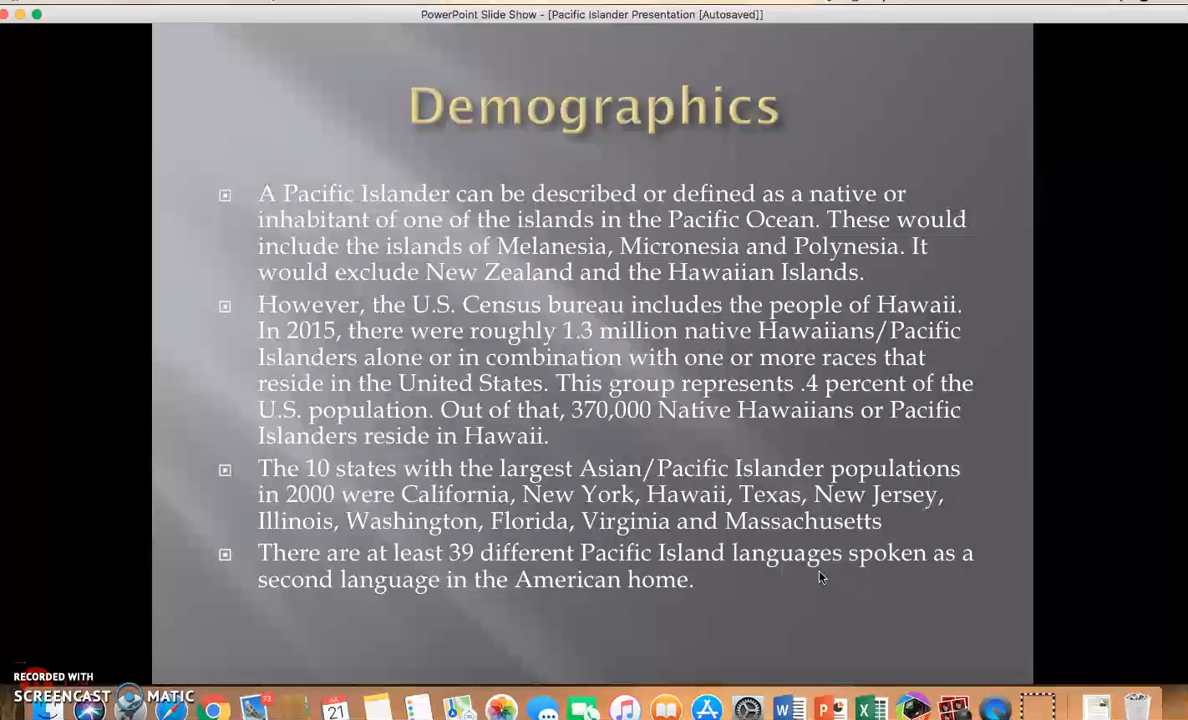 PowerPoint Slide Show - [Pacific Islander Presentation [Autosaved]]
Demographics
A Pacific Islander can be described or defined as a native or
inhabitant of one of the islands in the Pacific Ocean. These would
include the islands of Melanesia, Micronesia and Polynesia. It
would exclude New Zealand and the Hawaiian Islands.
However, the U.S. Census bureau includes the people of Hawaii.
In 2015, there were roughly 1.3 million native Hawaiians/Pacific
Islanders alone or in combination with one or more races that
reside in the United States. This group represents .4 percent of the
U.S. population. Out of that, 370,000 Native Hawaiians or Pacific
Islanders reside in Hawaii.
The 10 states with the largest Asian/Pacific Islander populations
in 2000 were California, New York, Hawaii, Texas, New Jersey,
Illinois, Washington, Florida, Virginia and Massachusetts
There are at least 39 different Pacific Island languages spoken as a
second language in the American home.
RECORDED WITH
SCREENCAST MATIC
73
21
W P X